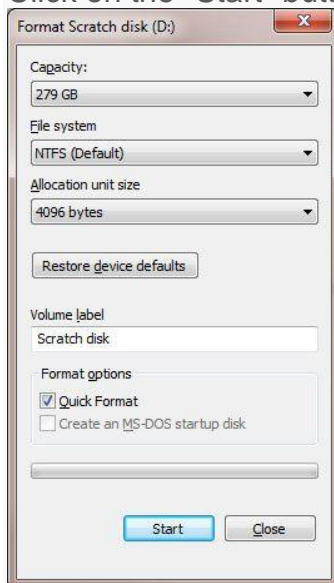 Click on the "Start" but
Format Scratch disk (D:)
Capacity:
279 GB
File system
NTFS (Default)
Allocation unit size
4096 bytes
Restore device defaults
Volume label
Scratch disk
Format options
Quick Format
Create an MS-DOS startup disk
Start
Close